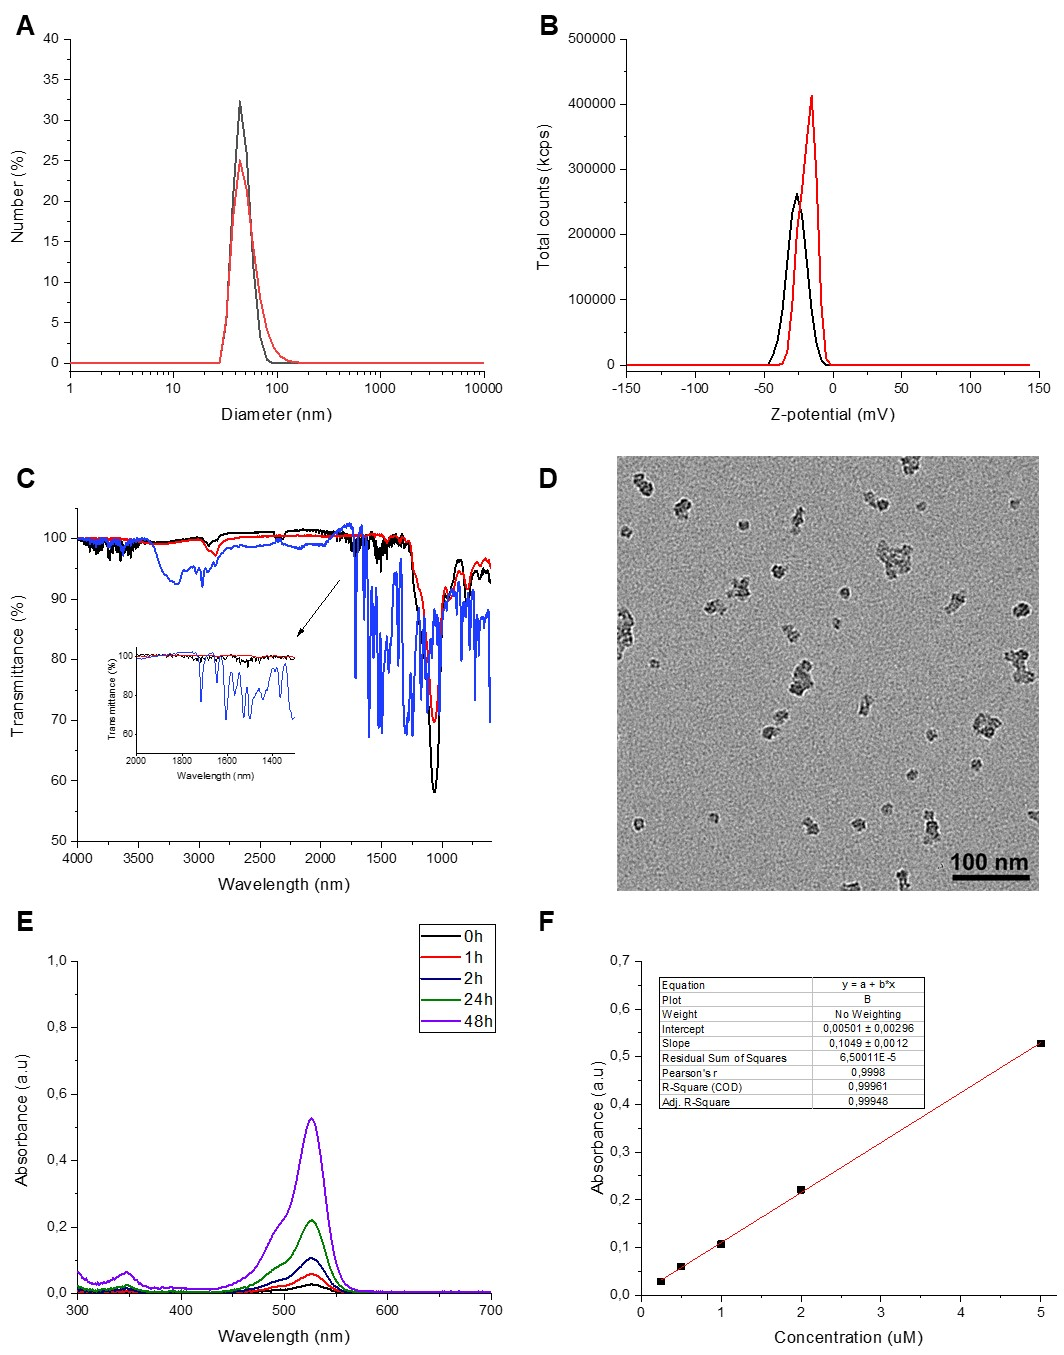 A
40
35
30
25
20
15
10
5
0
Number (%)
1 10 100 1000 10000
Diameter (nm)
B
500000
400000
300000
200000
100000
0
Total counts (kcps)
-150 -100 -50 0 50 100 150
Z-potential (mV)
C
100
90
80
70
60
50
Transmittance (%)
4000 3500 3000 2500 2000 1500 1000
Wavelength (nm)
100
80
60
Transmittance (%)
2000 1800 1600 1400
Wavelength (nm)
D
100 nm
E
0h
1h
2h
24h
48h
1,0
0,8
0,6
0,4
0,2
0,0
Absorbance (a.u)
300 400 500 600 700
Wavelength (nm)
F
0,7
0,6
0,5
0,4
0,3
0,2
0,1
0,0
Absorbance (a.u)
Equation y = a + b*x
Plot B
Weight No Weighting
Intercept 0,00501 ± 0,00296
Slope 0,1049 ± 0,0012
Residual Sum of Squares 6,50011E-5
Pearson's r 0,9998
R-Square (COD) 0,99961
Adj. R-Square 0,99948
0 1 2 3 4 5
Concentration (uM)